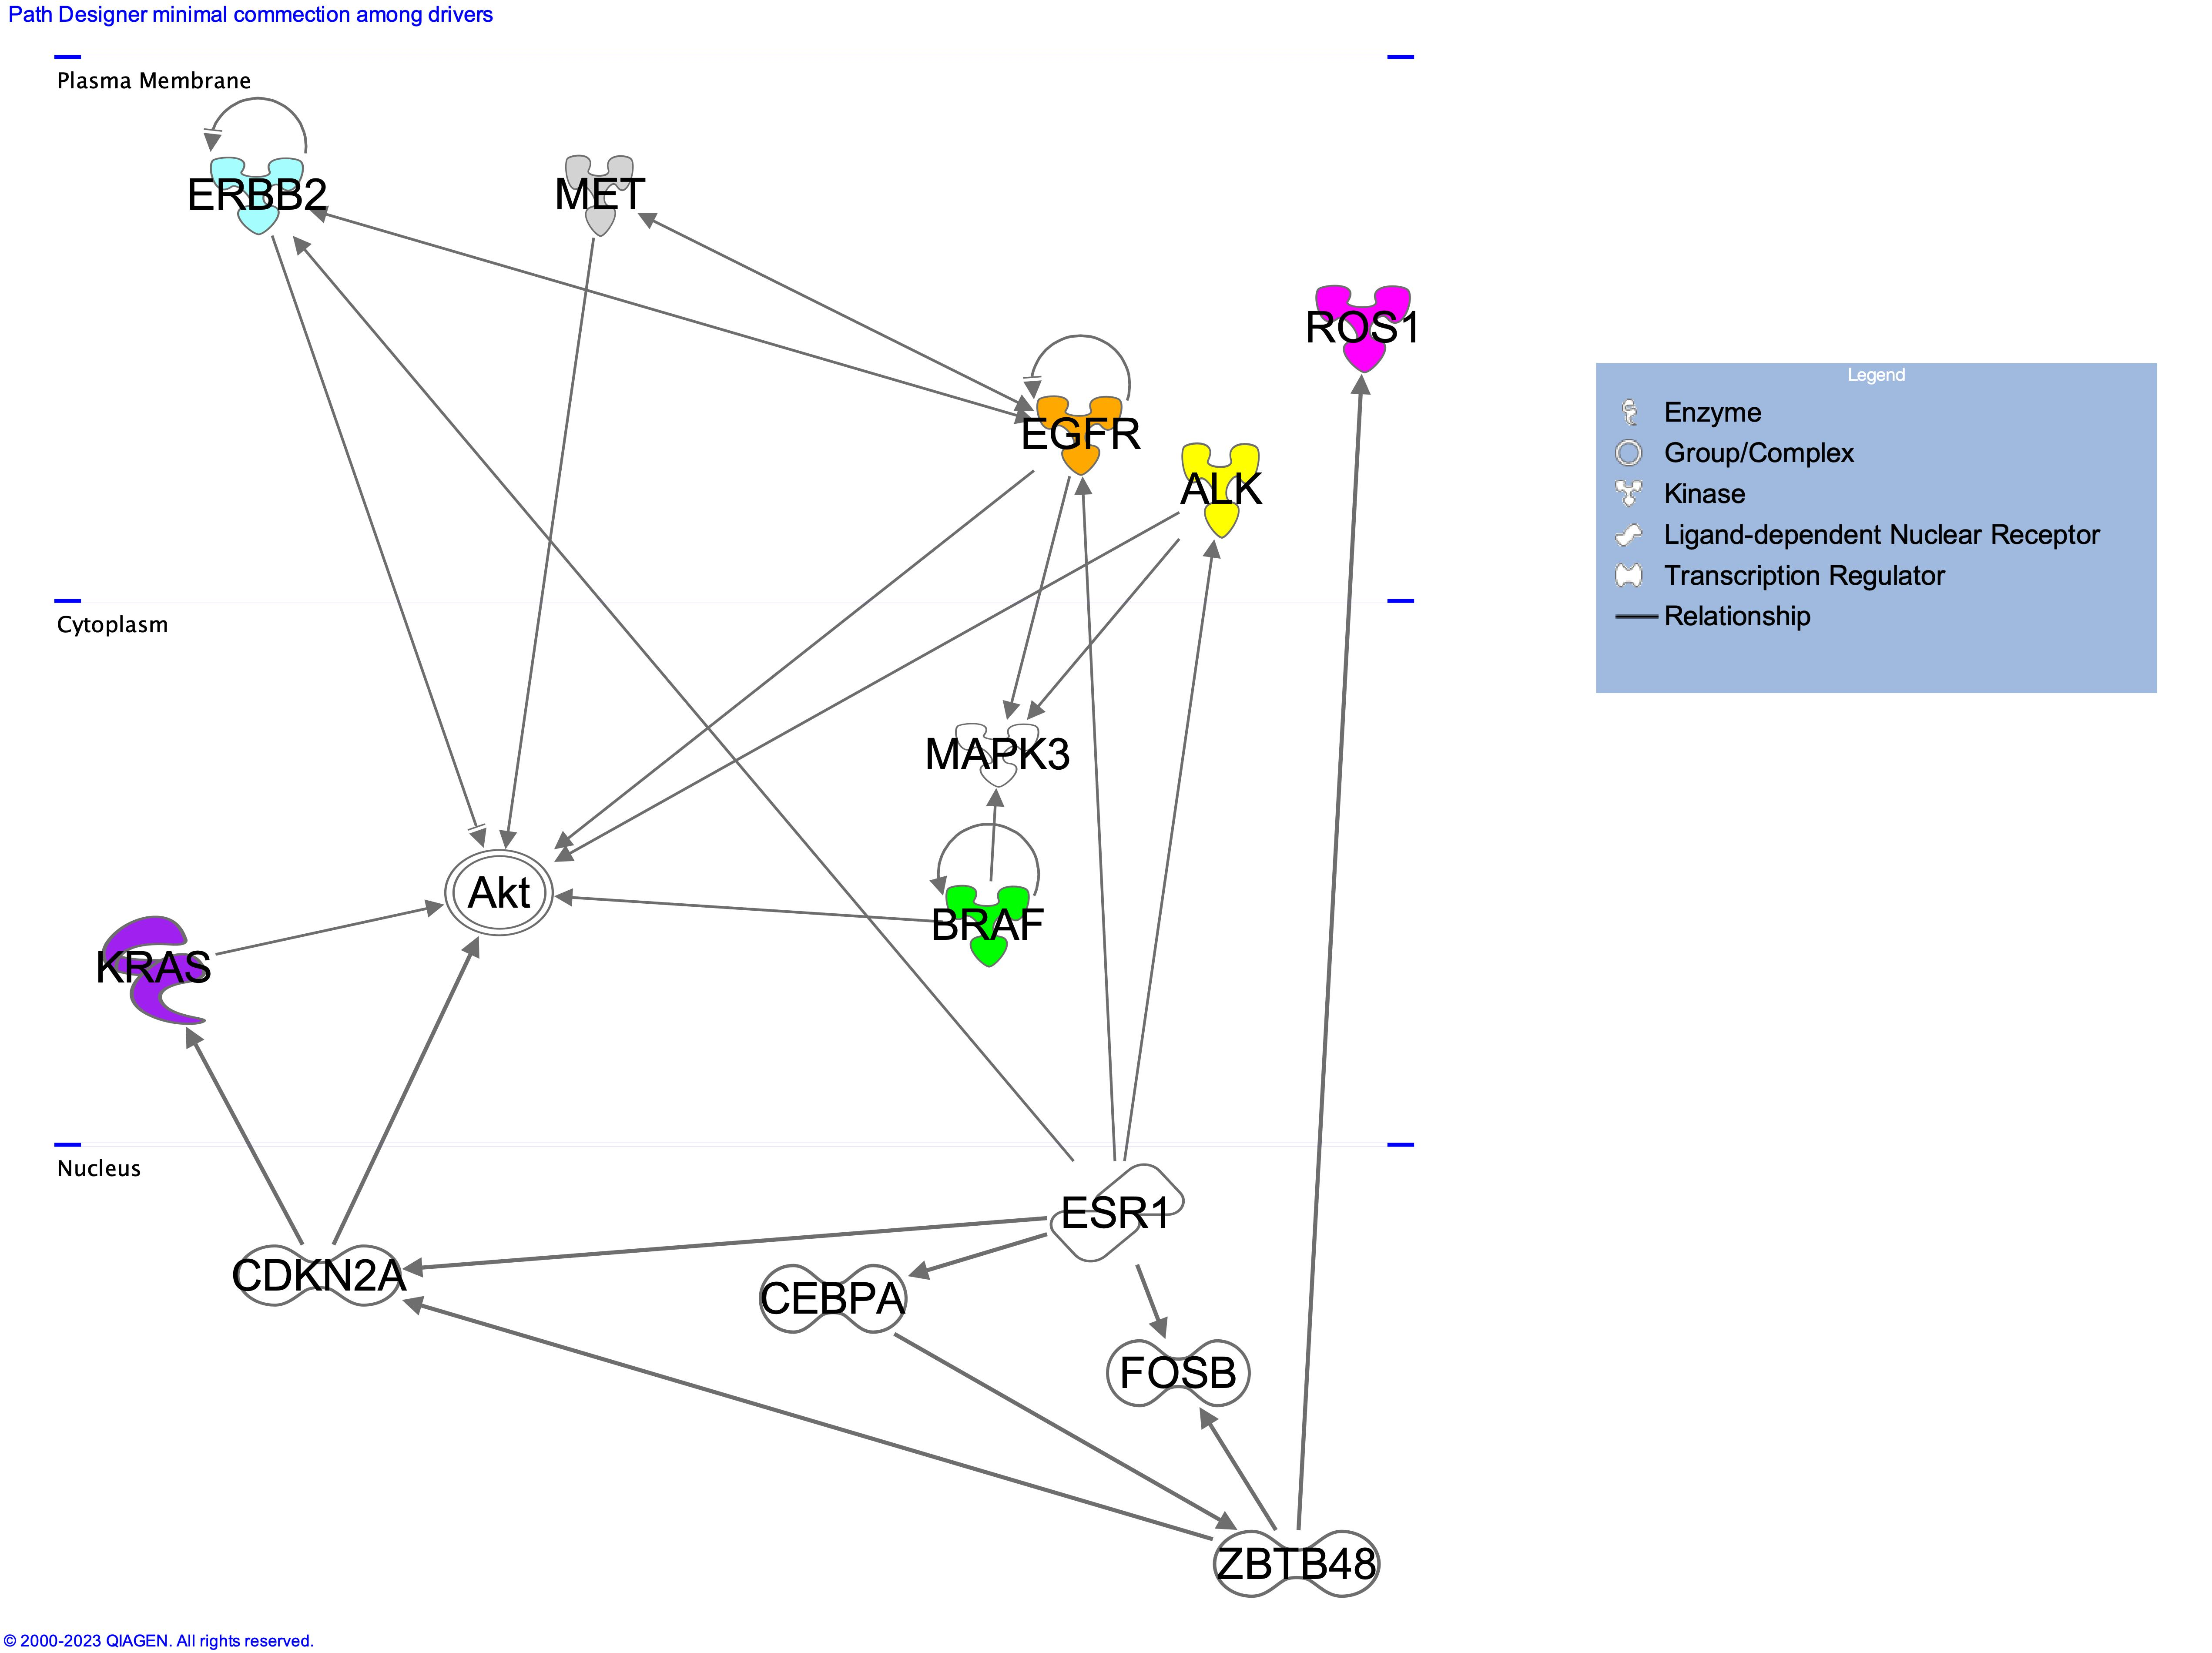 Path Designer minimal commection among drivers
Plasma Membrane
ERBB2
MET
ROS1
EGFR
ALK
Legend
Enzyme
Group/Complex
Kinase
Ligand-dependent Nuclear Receptor
Transcription Regulator
Relationship
Cytoplasm
MAPK3
Akt
BRAF
KRAS
Nucleus
ESR1
CDKN2A
CEBPA
FOSB
ZBTB48
© 2000-2023 QIAGEN. All rights reserved.